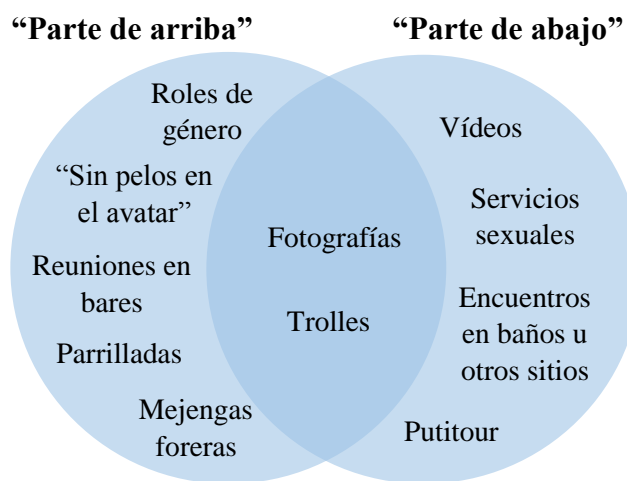 “Parte de arriba”
“Parte de abajo”
Roles de
género
“Sin pelos en
el avatar”
Reuniones en
bares
Parrilladas
Mejengas
foreras
Fotografías
Trolles
Vídeos
Servicios
sexuales
Encuentros
en baños u
otros sitios
Putitour